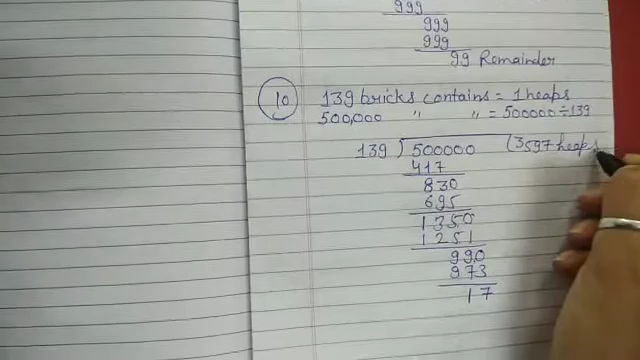 999
999
999
99 Remainder
10 139 bricks contains = 1 heaps
500,000 " " = 500000 ÷ 139
139 ) 500000 ( 3597 heaps
417
830
695
1350
1251
990
973
17